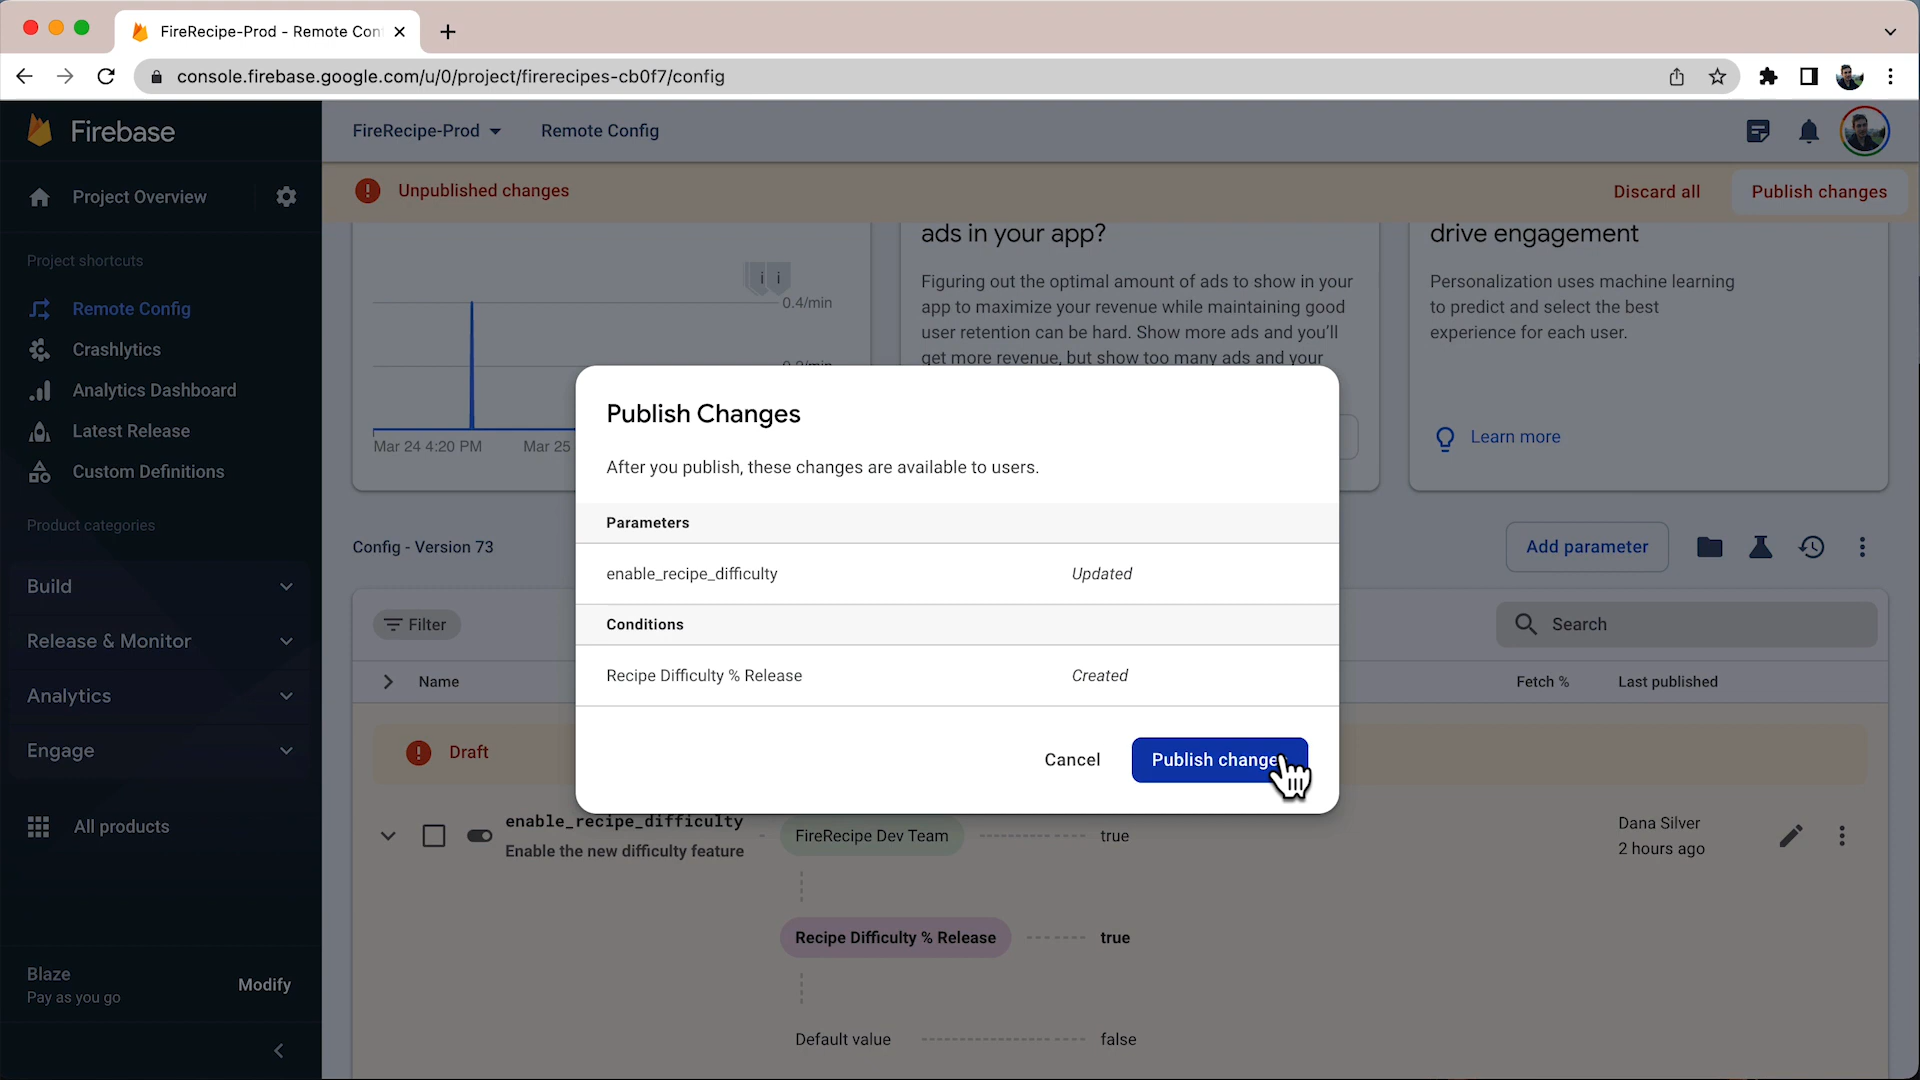 FireRecipe-Prod - Remote Con
console.firebase.google.com/u/0/project/firerecipes-cb0f7/config
Firebase
FireRecipe-Prod
Remote Config
Project Overview
Unpublished changes
Discard all
Publish changes
Project shortcuts
Remote Config
Crashlytics
Analytics Dashboard
Latest Release
Custom Definitions
Product categories
Build
Release & Monitor
Analytics
Engage
All products
Blaze
Pay as you go
Modify
i i
0.4/min
Mar 24 4:20 PM
Mar 25
ads in your app?
Figuring out the optimal amount of ads to show in your
app to maximize your revenue while maintaining good
user retention can be hard. Show more ads and you'll
get more revenue, but show too many ads and your
drive engagement
Personalization uses machine learning
to predict and select the best
experience for each user.
Learn more
Publish Changes
After you publish, these changes are available to users.
Parameters
enable_recipe_difficulty Updated
Conditions
Recipe Difficulty % Release Created
Cancel
Publish change
Config - Version 73
Add parameter
Filter
Search
Name
Fetch %
Last published
Draft
enable_recipe_difficulty
Enable the new difficulty feature
FireRecipe Dev Team
true
Dana Silver
2 hours ago
Recipe Difficulty % Release
true
Default value
false